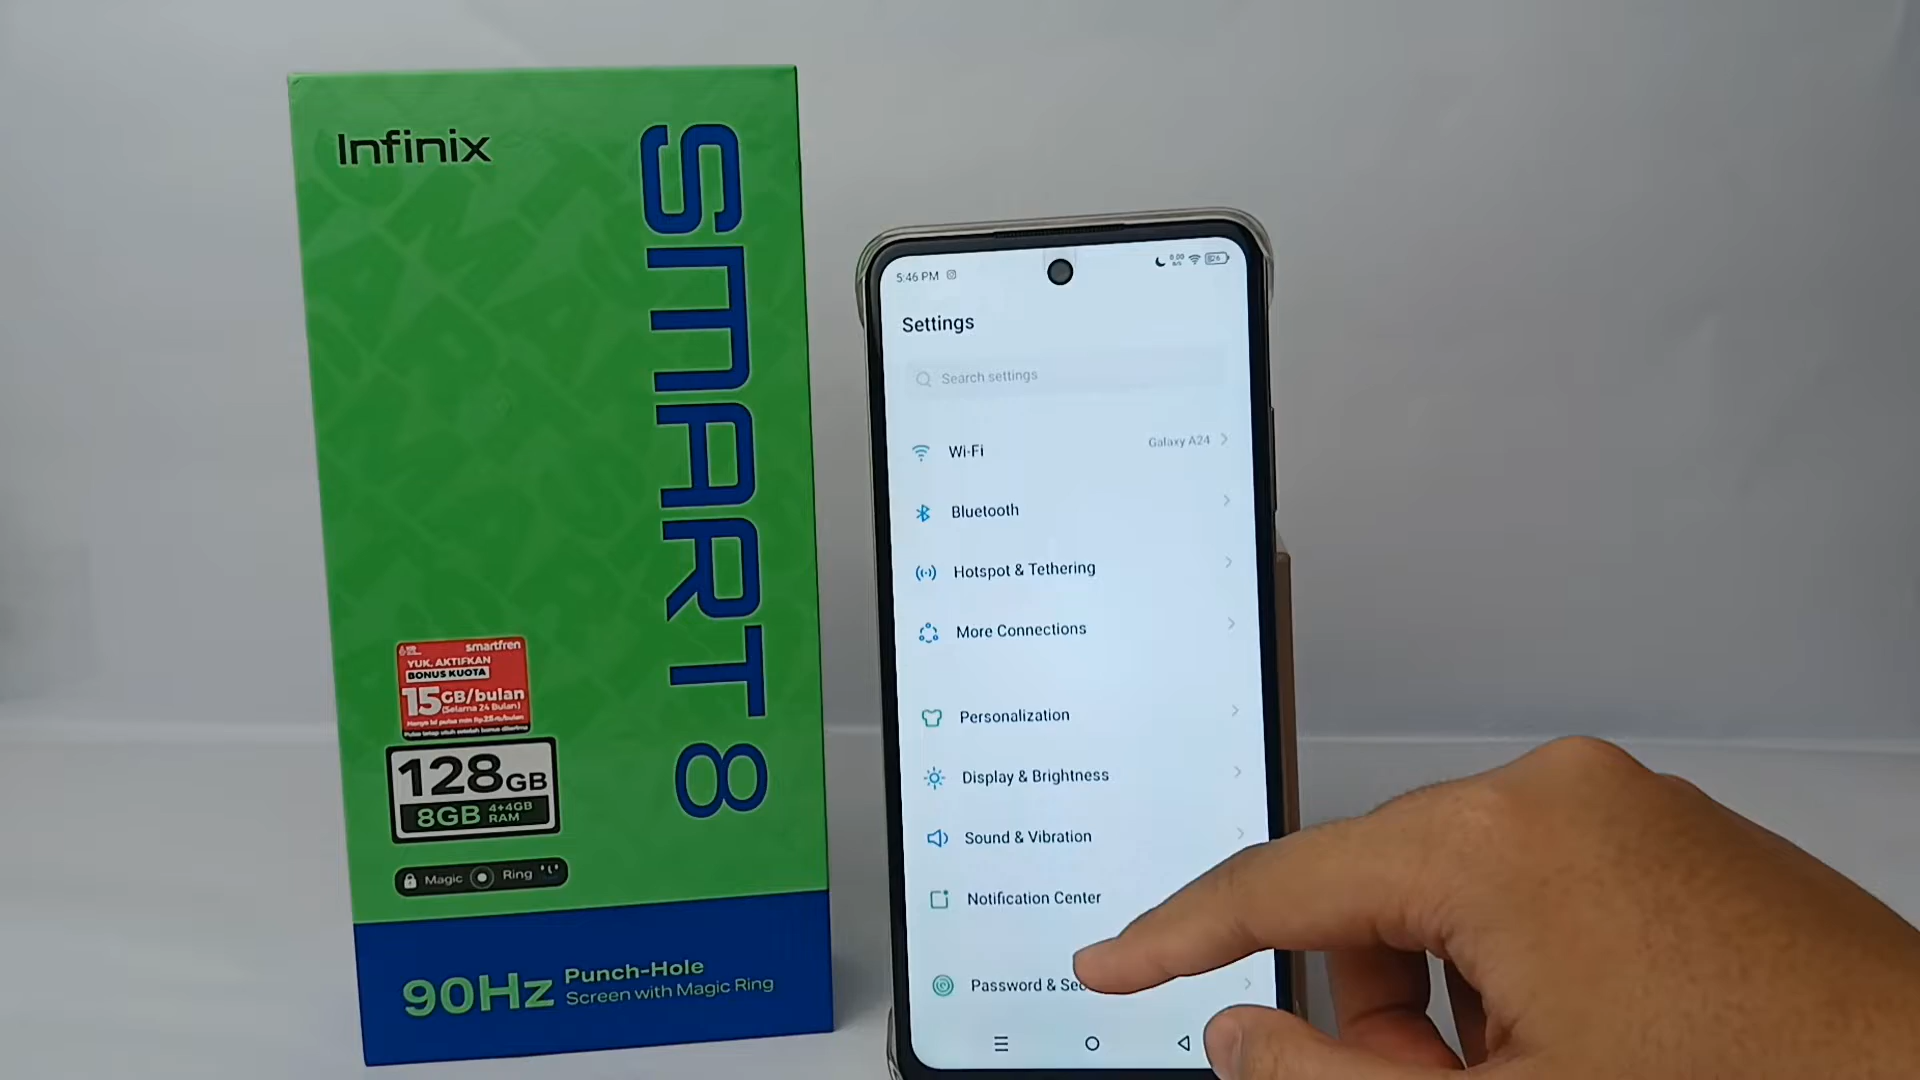 Infinix
SMART 8
smartfren
YUK, AKTIFKAN
BONUS KUOTA
15GB/bulan
(Selama 24 Bulan)
128GB
8GB 4+4GB RAM
Magic Ring
90Hz Punch-Hole
Screen with Magic Ring
5:46 PM
Settings
Search settings
Wi-Fi Galaxy A24
Bluetooth
Hotspot & Tethering
More Connections
Personalization
Display & Brightness
Sound & Vibration
Notification Center
Password & Sec